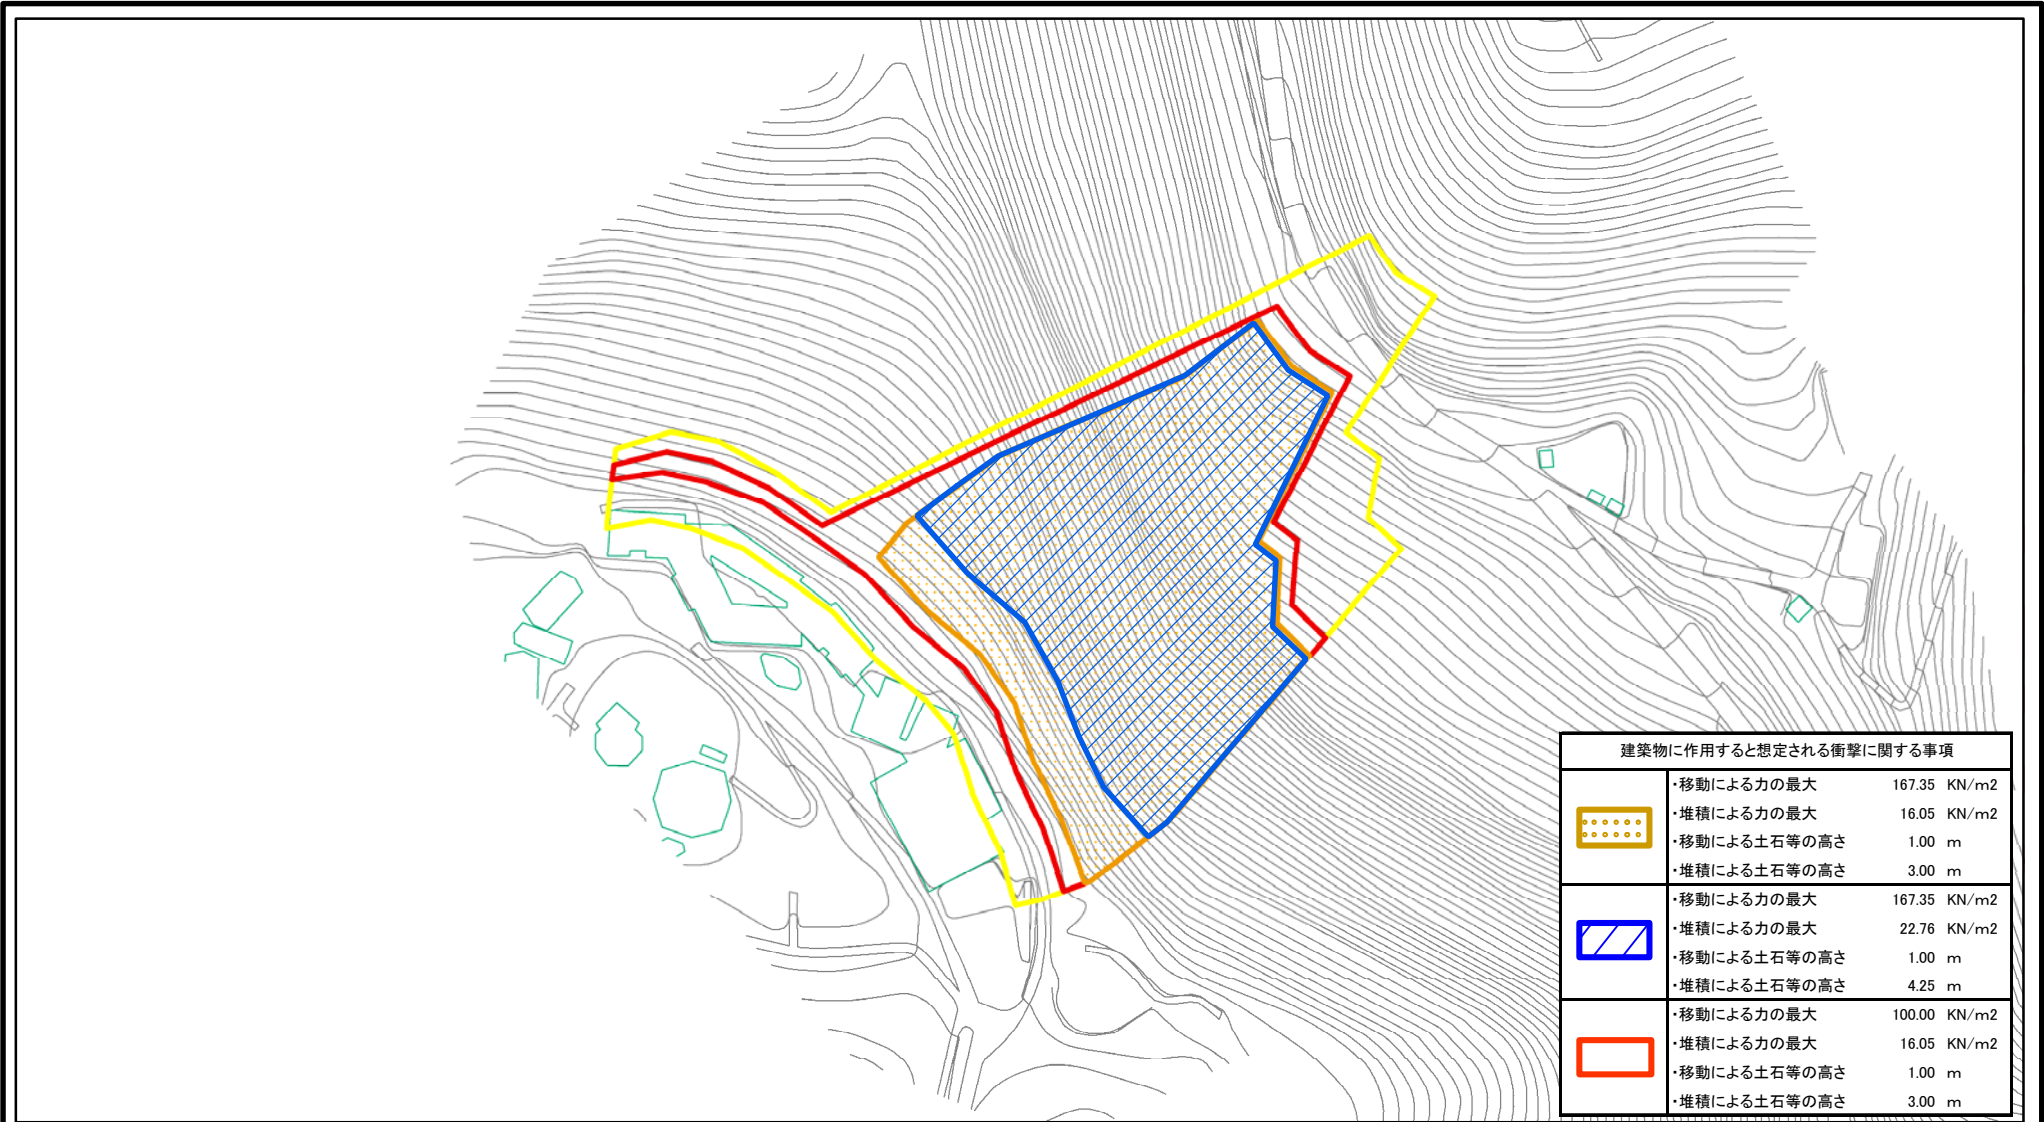 建築物に作用すると想定される衝撃に関する事項
・移動による力の最大 167.35 KN/m2
・堆積による力の最大 16.05 KN/m2
・移動による土石等の高さ 1.00 m
・堆積による土石等の高さ 3.00 m
・移動による力の最大 167.35 KN/m2
・堆積による力の最大 22.76 KN/m2
・移動による土石等の高さ 1.00 m
・堆積による土石等の高さ 4.25 m
・移動による力の最大 100.00 KN/m2
・堆積による力の最大 16.05 KN/m2
・移動による土石等の高さ 1.00 m
・堆積による土石等の高さ 3.00 m